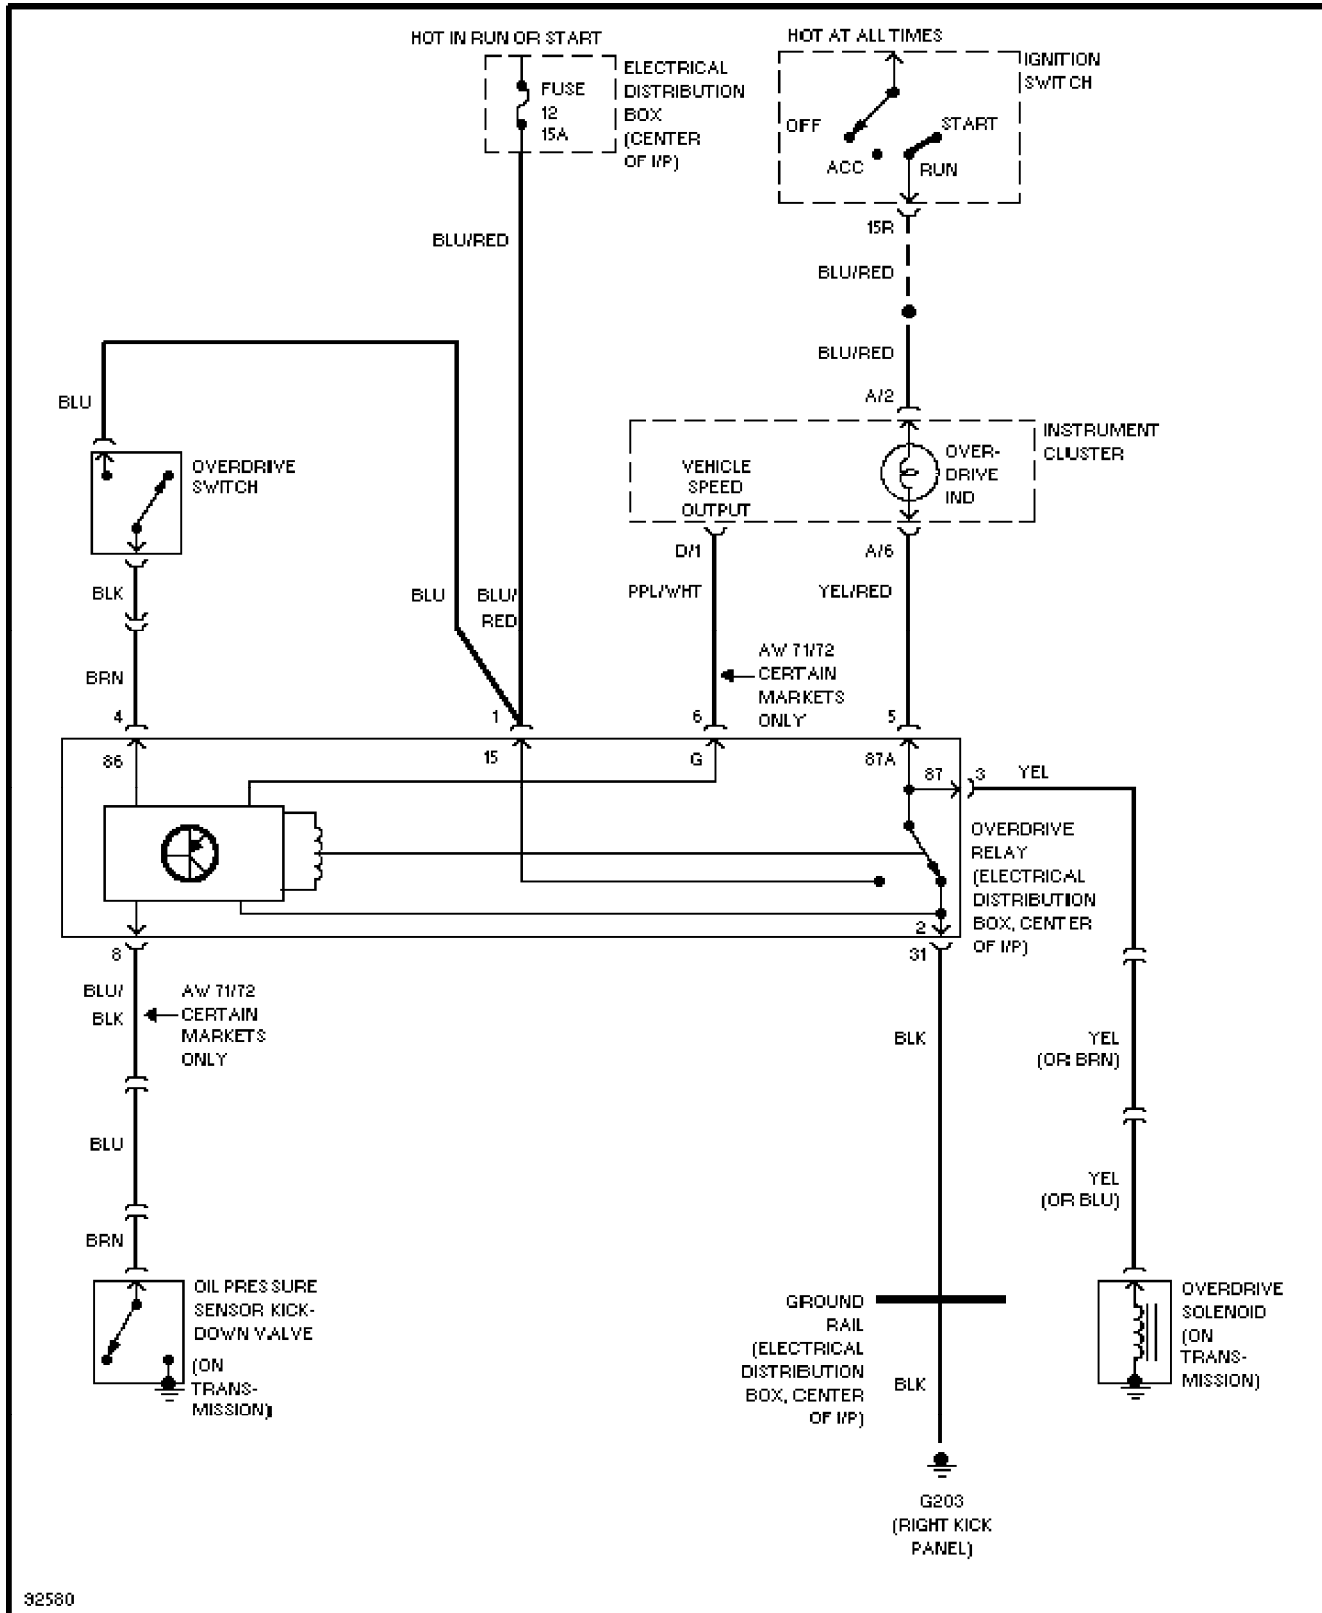 HOT IN RUN OR START
HOT AT ALL TIMES
FUSE
12
15A
ELECTRICAL
DISTRIBUTION
BOX
(CENTER
OF I/P)
IGNITION
SWITCH
OFF
START
ACC
RUN
15R
BLU/RED
BLU/RED
BLU/RED
A/2
BLU
OVERDRIVE
SWITCH
VEHICLE
SPEED
OUTPUT
OVER-
DRIVE
IND
INSTRUMENT
CLUSTER
D/1
A/6
BLK
BLU
BLU/
RED
PPL/WHT
YEL/RED
BRN
AW 71/72
CERTAIN
MARKETS
ONLY
4
1
6
5
86
15
G
87A
87
3
YEL
OVERDRIVE
RELAY
(ELECTRICAL
DISTRIBUTION
BOX, CENTER
OF I/P)
2
8
31
BLU/
BLK
AW 71/72
CERTAIN
MARKETS
ONLY
BLK
YEL
(OR BRN)
BLU
YEL
(OR BLU)
BRN
OIL PRESSURE
SENSOR KICK-
DOWN VALVE
(ON
TRANS-
MISSION)
GROUND
RAIL
(ELECTRICAL
DISTRIBUTION
BOX, CENTER
OF I/P)
BLK
OVERDRIVE
SOLENOID
(ON
TRANS-
MISSION)
G203
(RIGHT KICK
PANEL)
92580